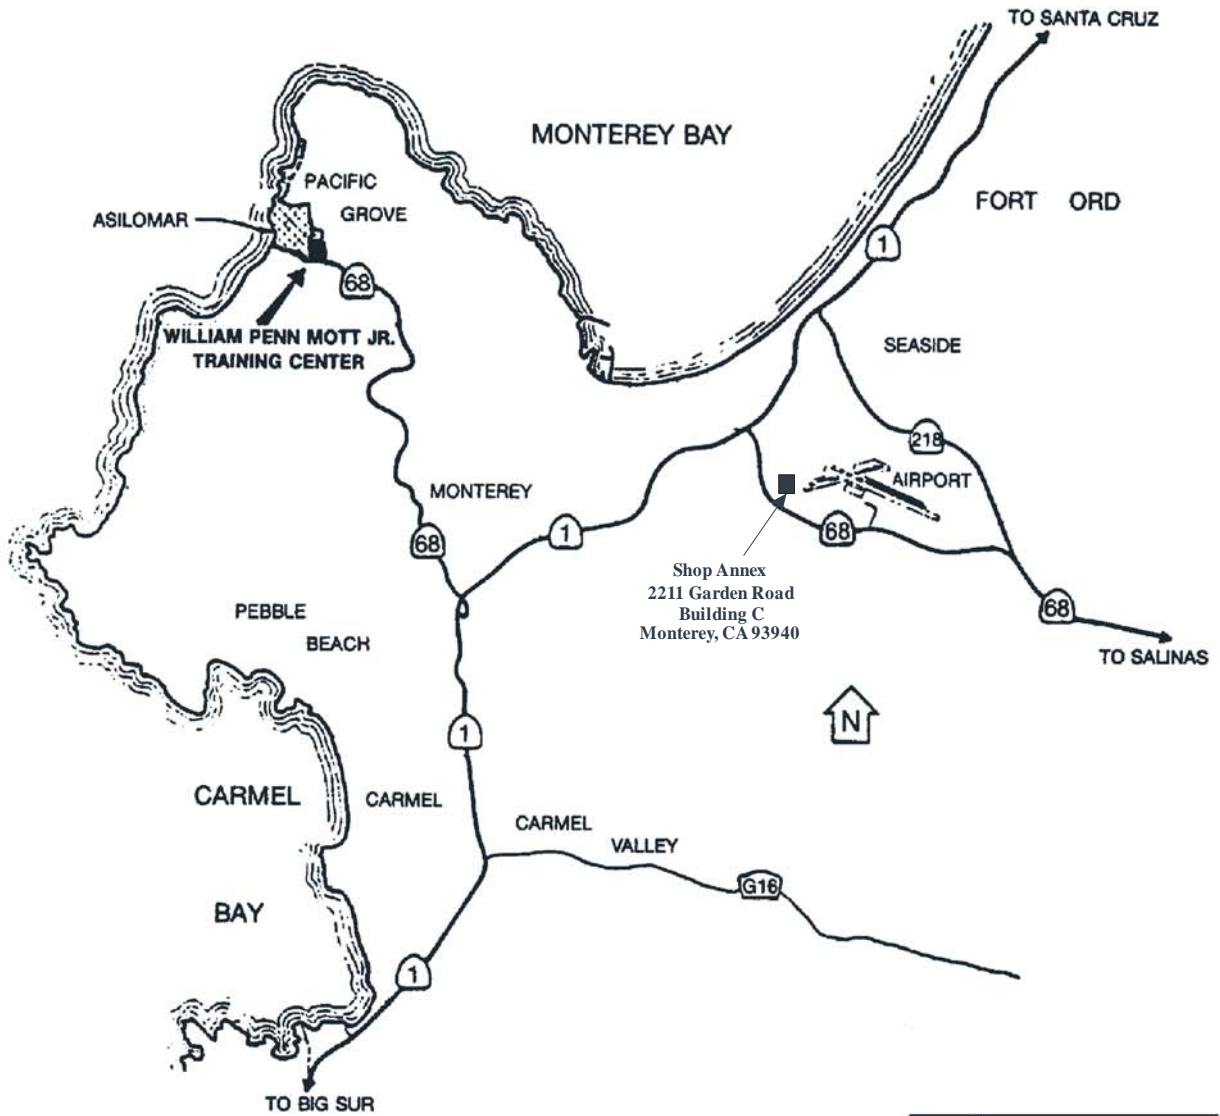 TO SANTA CRUZ
MONTEREY BAY
PACIFIC
GROVE
FORT ORD
ASILOMAR
1
68
WILLIAM PENN MOTT JR.
TRAINING CENTER
SEASIDE
218
AIRPORT
MONTEREY
68
1
68
Shop Annex
2211 Garden Road
Building C
Monterey, CA 93940
68
TO SALINAS
PEBBLE
BEACH
N
1
CARMEL
CARMEL
CARMEL
VALLEY
G16
BAY
1
TO BIG SUR